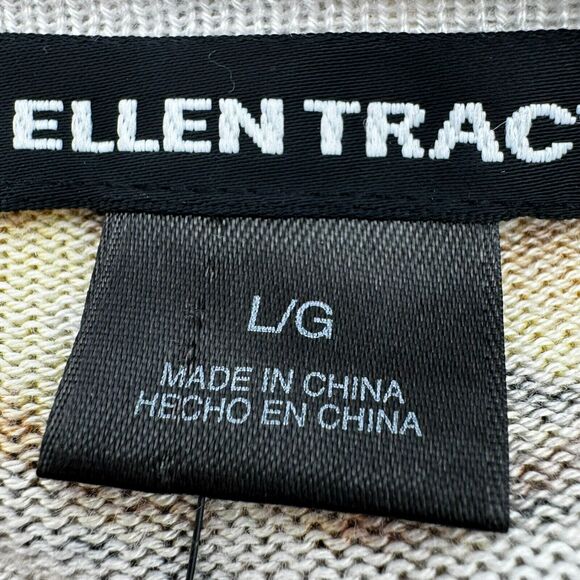 ELLEN TRAC
L/G
MADE IN CHINA
HECHO EN CHINA